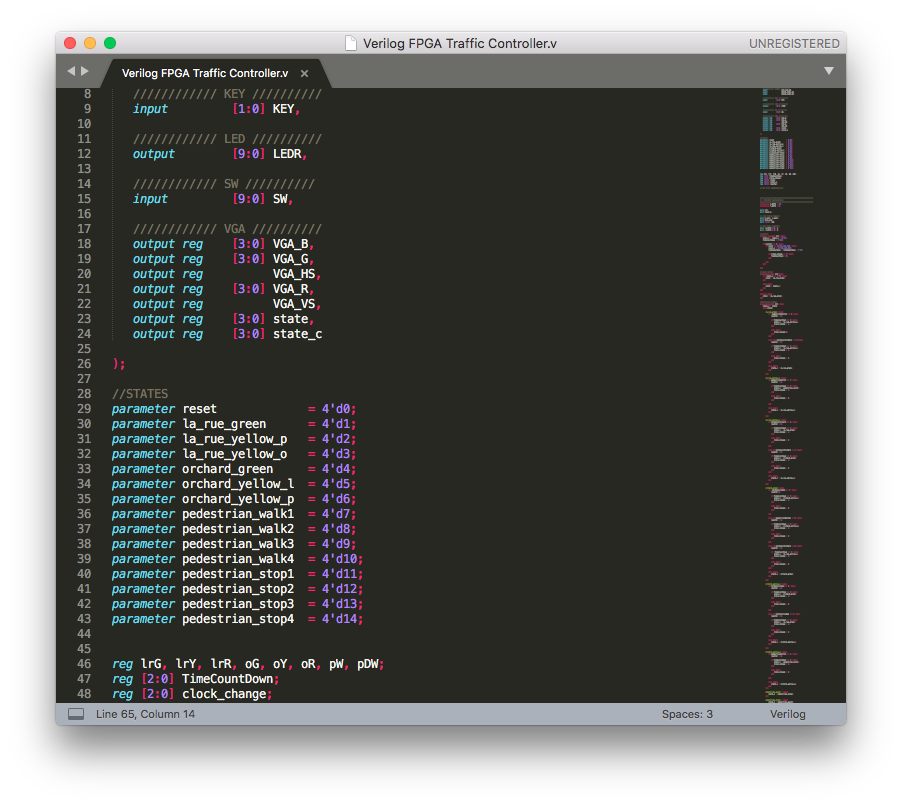 Verilog FPGA Traffic Controller.v UNREGISTERED
Verilog FPGA Traffic Controller.v ×
8 //////////// KEY //////////
9 input [1:0] KEY,
10
11 //////////// LED //////////
12 output [9:0] LEDR,
13
14 //////////// SW //////////
15 input [9:0] SW,
16
17 //////////// VGA //////////
18 output reg [3:0] VGA_B,
19 output reg [3:0] VGA_G,
20 output reg VGA_HS,
21 output reg [3:0] VGA_R,
22 output reg VGA_VS,
23 output reg [3:0] state,
24 output reg [3:0] state_c
25
26 );
27
28 //STATES
29 parameter reset = 4'd0;
30 parameter la_rue_green = 4'd1;
31 parameter la_rue_yellow_p = 4'd2;
32 parameter la_rue_yellow_o = 4'd3;
33 parameter orchard_green = 4'd4;
34 parameter orchard_yellow_l = 4'd5;
35 parameter orchard_yellow_p = 4'd6;
36 parameter pedestrian_walk1 = 4'd7;
37 parameter pedestrian_walk2 = 4'd8;
38 parameter pedestrian_walk3 = 4'd9;
39 parameter pedestrian_walk4 = 4'd10;
40 parameter pedestrian_stop1 = 4'd11;
41 parameter pedestrian_stop2 = 4'd12;
42 parameter pedestrian_stop3 = 4'd13;
43 parameter pedestrian_stop4 = 4'd14;
44
45
46 reg lrG, lrY, lrR, oG, oY, oR, pW, pDW;
47 reg [2:0] TimeCountDown;
48 reg [2:0] clock_change;
Line 65, Column 14 Spaces: 3 Verilog